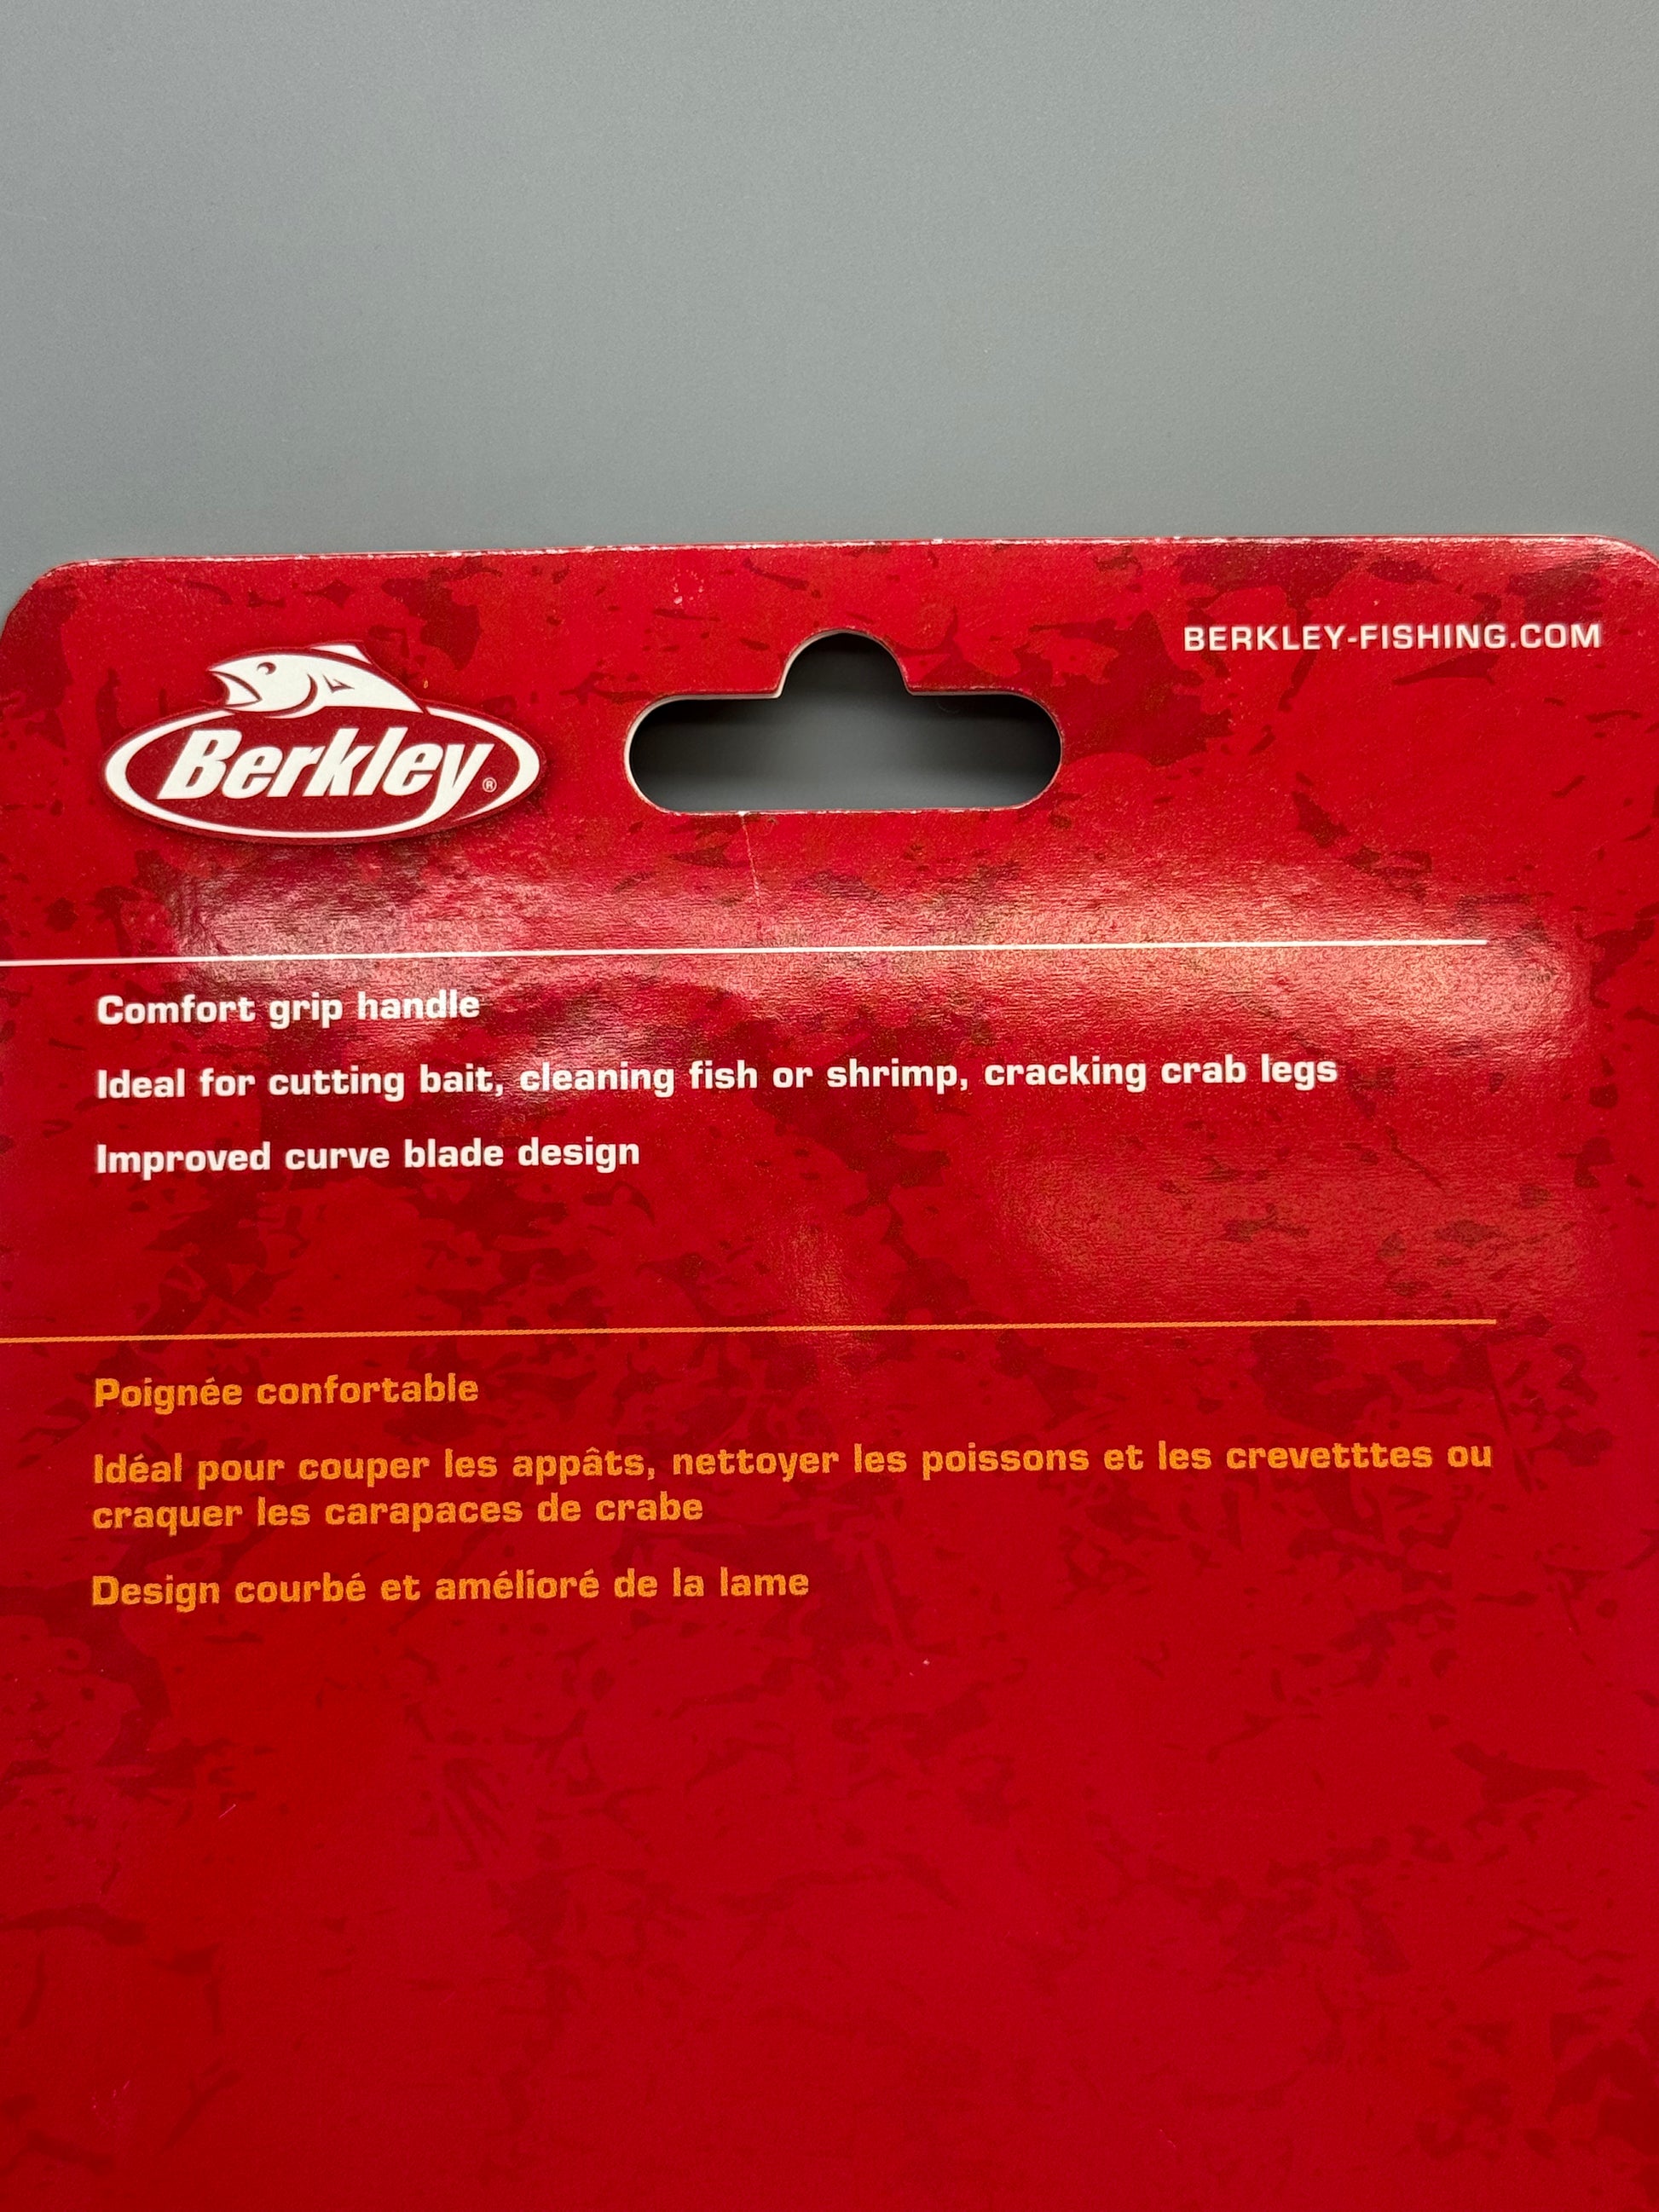 BERKLEY-FISHING.COM
Berkley®
Comfort grip handle
Ideal for cutting bait, cleaning fish or shrimp, cracking crab legs
Improved curve blade design
Poignée confortable
Idéal pour couper les appâts, nettoyer les poissons et les crevetttes ou
craquer les carapaces de crabe
Design courbé et amélioré de la lame